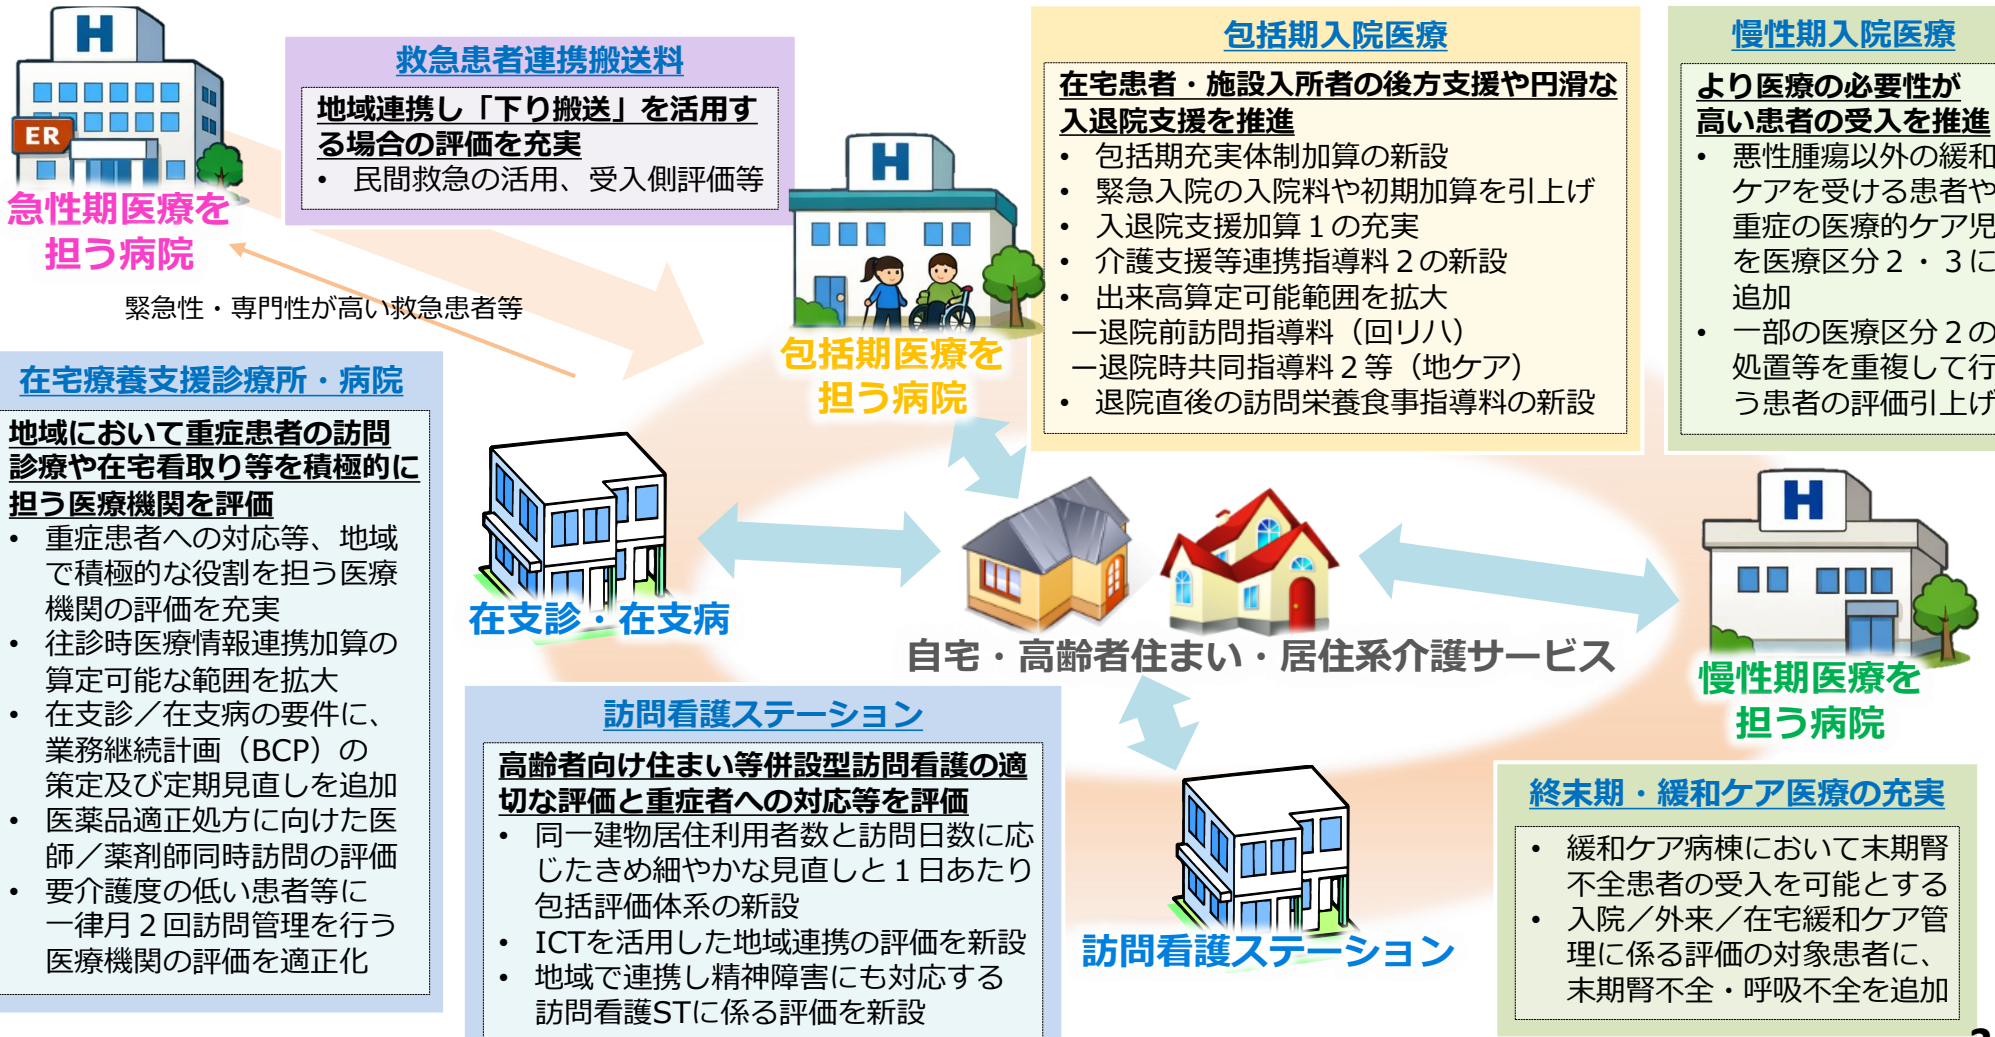 H
ER
急性期医療を
担う病院
救急患者連携搬送料
地域連携し「下り搬送」を活用す
る場合の評価を充実
• 民間救急の活用、受入側評価等
緊急性・専門性が高い救急患者等
H
包括期医療を
担う病院
包括期入院医療
在宅患者・施設入所者の後方支援や円滑な
入退院支援を推進
• 包括期充実体制加算の新設
• 緊急入院の入院料や初期加算を引上げ
• 入退院支援加算１の充実
• 介護支援等連携指導料２の新設
• 出来高算定可能範囲を拡大
ー退院前訪問指導料（回リハ）
ー退院時共同指導料２等（地ケア）
• 退院直後の訪問栄養食事指導料の新設
慢性期入院医療
より医療の必要性が
高い患者の受入を推進
• 悪性腫瘍以外の緩和
ケアを受ける患者や
重症の医療的ケア児
を医療区分２・３に
追加
• 一部の医療区分２の
処置等を重複して行
う患者の評価引上げ
在宅療養支援診療所・病院
地域において重症患者の訪問
診療や在宅看取り等を積極的に
担う医療機関を評価
• 重症患者への対応等、地域
で積極的な役割を担う医療
機関の評価を充実
• 往診時医療情報連携加算の
算定可能な範囲を拡大
• 在支診／在支病の要件に、
業務継続計画（BCP）の
策定及び定期見直しを追加
• 医薬品適正処方に向けた医
師／薬剤師同時訪問の評価
• 要介護度の低い患者等に
一律月２回訪問管理を行う
医療機関の評価を適正化
在支診・在支病
自宅・高齢者住まい・居住系介護サービス
H
慢性期医療を
担う病院
訪問看護ステーション
高齢者向け住まい等併設型訪問看護の適
切な評価と重症者への対応等を評価
• 同一建物居住利用者数と訪問日数に応
じたきめ細やかな見直しと１日あたり
包括評価体系の新設
• ICTを活用した地域連携の評価を新設
• 地域で連携し精神障害にも対応する
訪問看護STに係る評価を新設
訪問看護ステーション
終末期・緩和ケア医療の充実
• 緩和ケア病棟において末期腎
不全患者の受入を可能とする
• 入院／外来／在宅緩和ケア管
理に係る評価の対象患者に、
末期腎不全・呼吸不全を追加